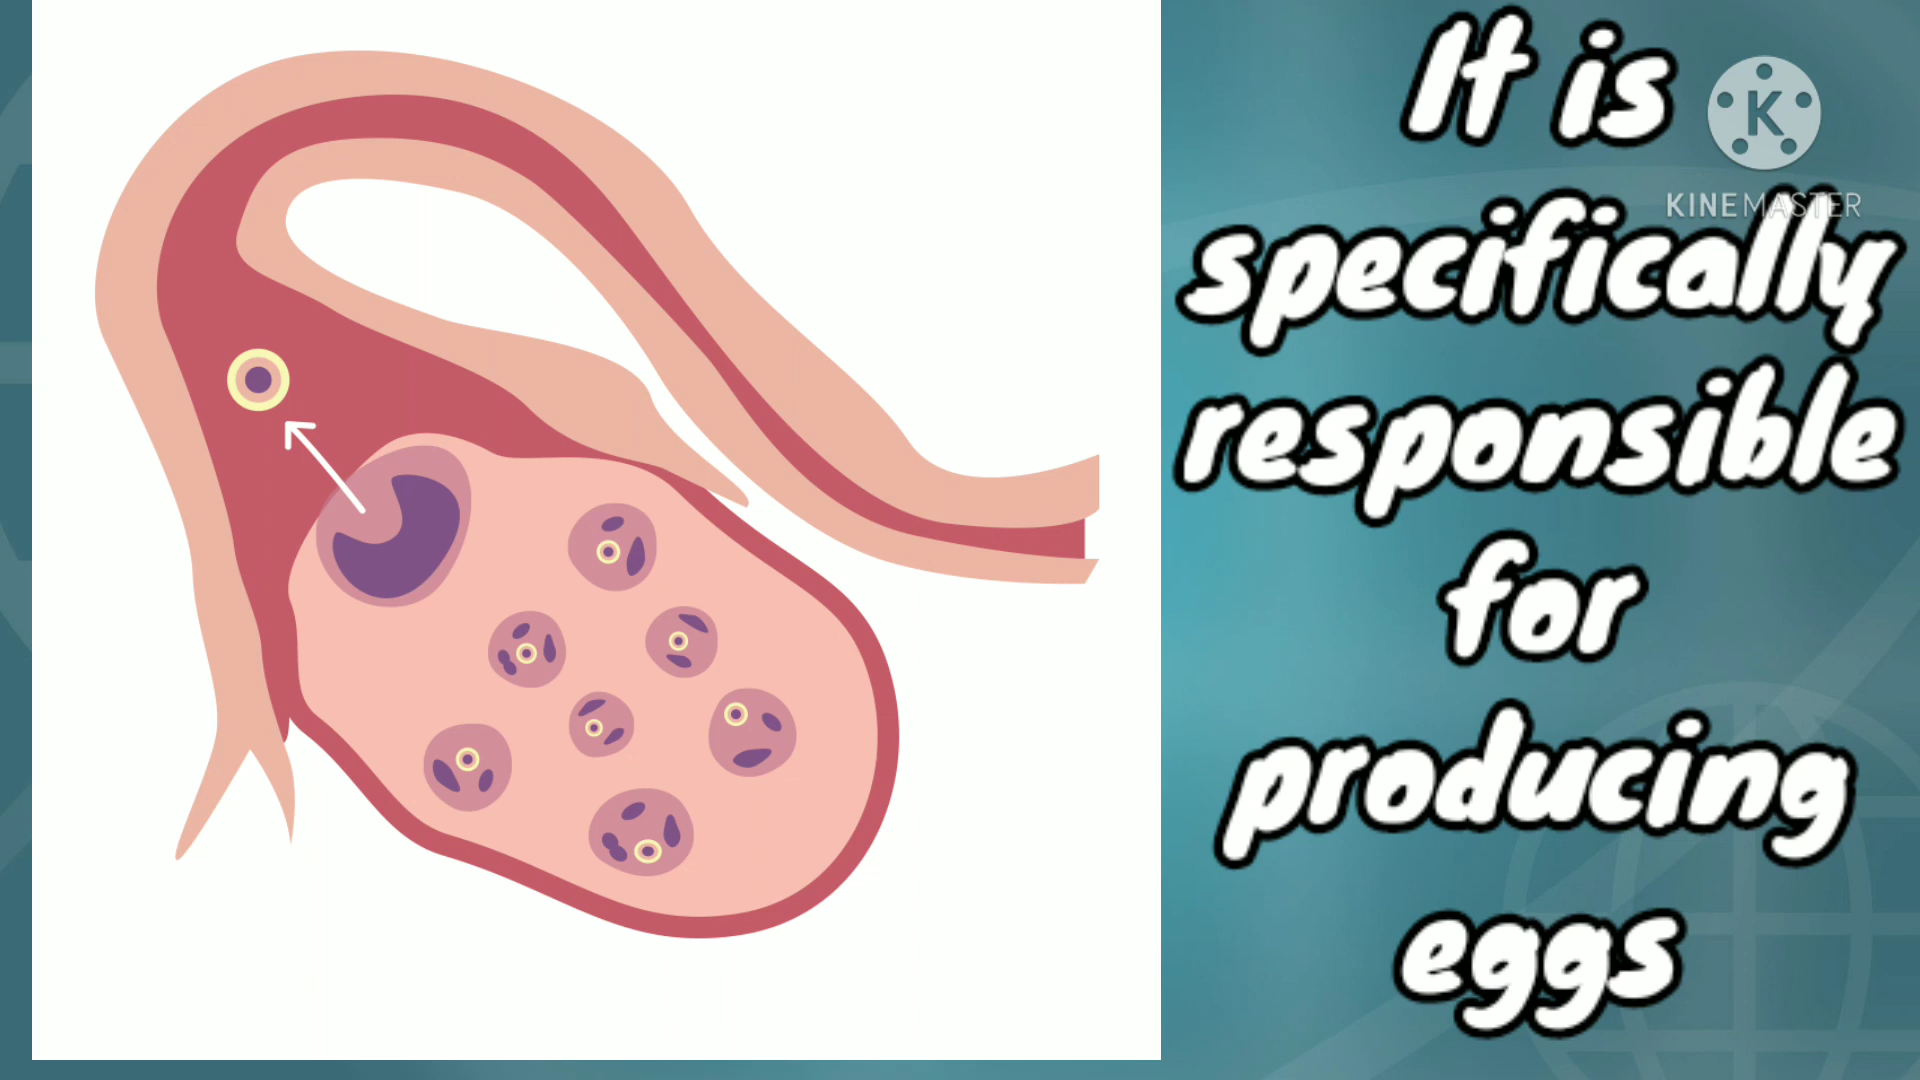 It is
K
KINEMASTER
specifically
responsible
for
producing
eggs